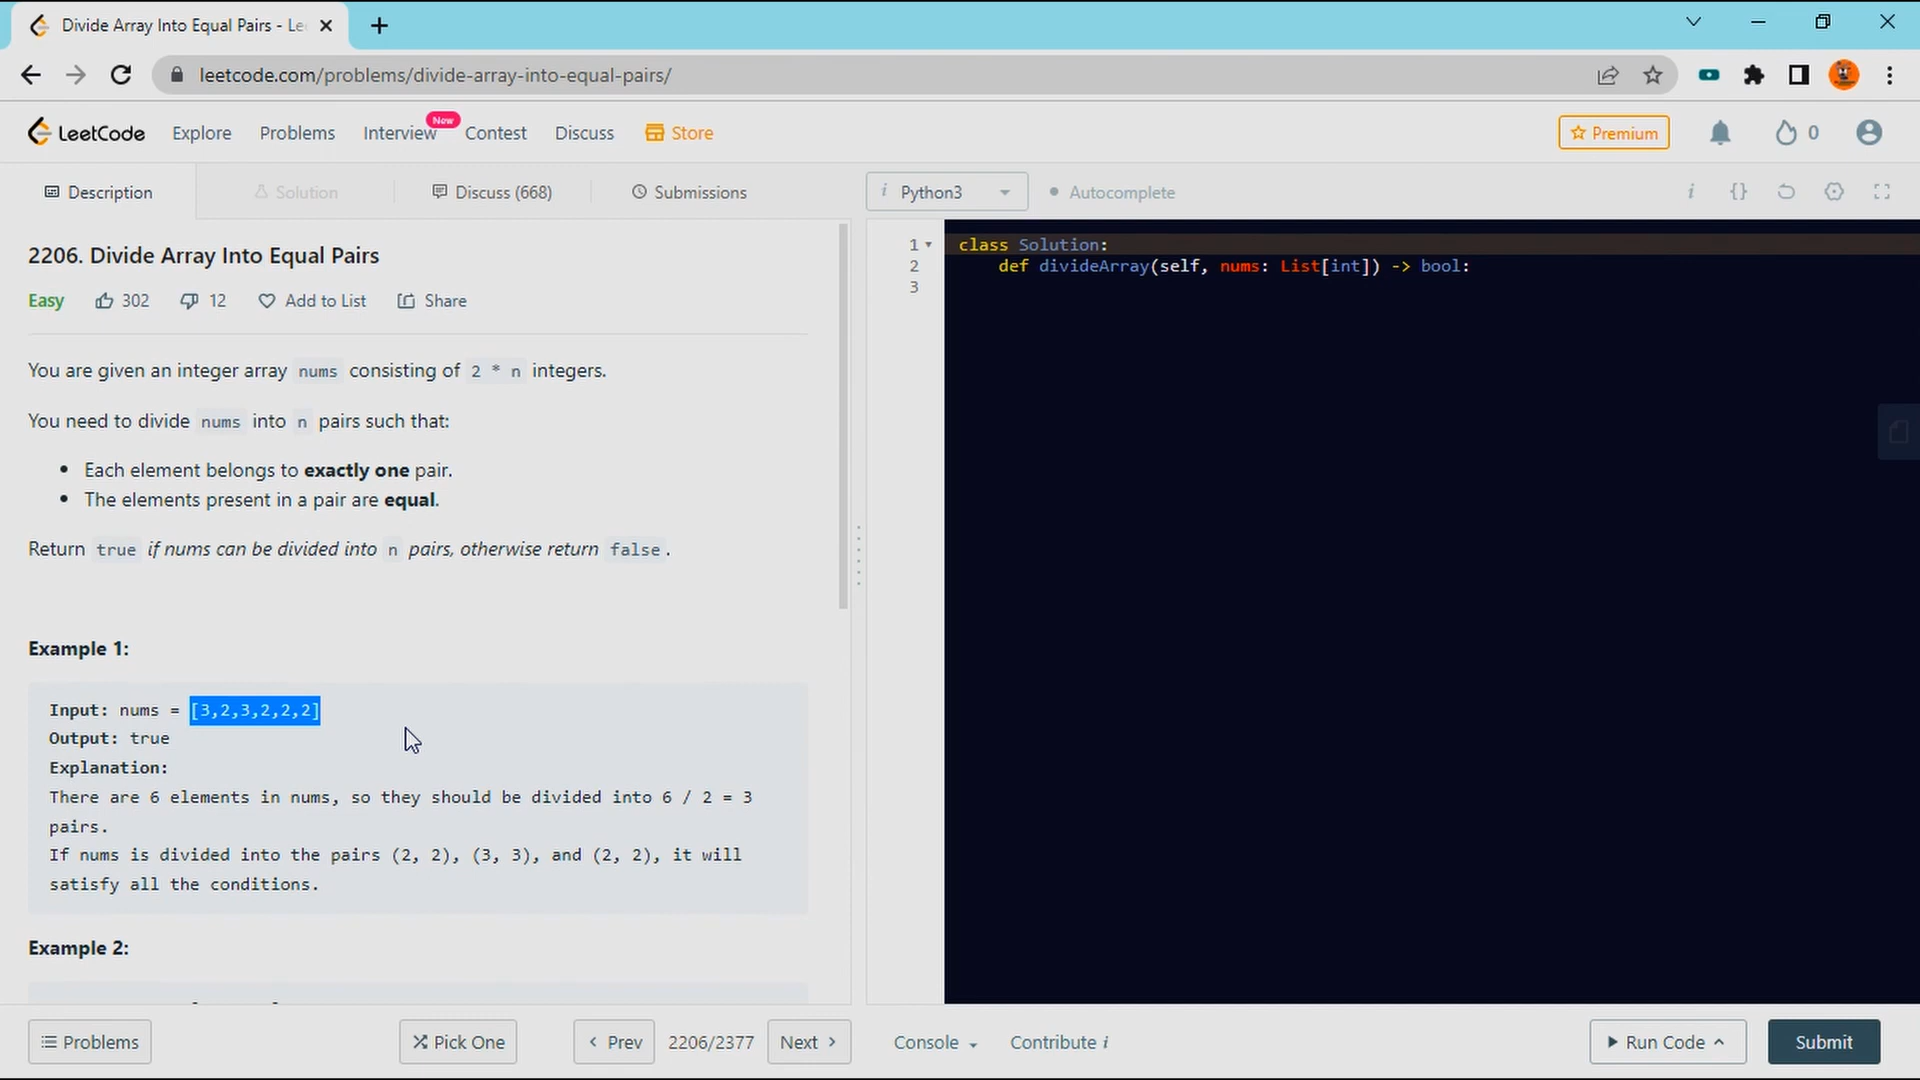 Divide Array Into Equal Pairs - Le
leetcode.com/problems/divide-array-into-equal-pairs/
LeetCode Explore Problems Interview New Contest Discuss Store Premium 0
Description Solution Discuss (668) Submissions
Python3 Autocomplete
2206. Divide Array Into Equal Pairs
Easy 302 12 Add to List Share
You are given an integer array nums consisting of 2 * n integers.
You need to divide nums into n pairs such that:
• Each element belongs to exactly one pair.
• The elements present in a pair are equal.
Return true if nums can be divided into n pairs, otherwise return false.
Example 1:
Input: nums = [3,2,3,2,2,2]
Output: true
Explanation:
There are 6 elements in nums, so they should be divided into 6 / 2 = 3
pairs.
If nums is divided into the pairs (2, 2), (3, 3), and (2, 2), it will
satisfy all the conditions.
Example 2:
1 class Solution:
2 def divideArray(self, nums: List[int]) -> bool:
3
Problems Pick One < Prev 2206/2377 Next > Console Contribute i Run Code Submit